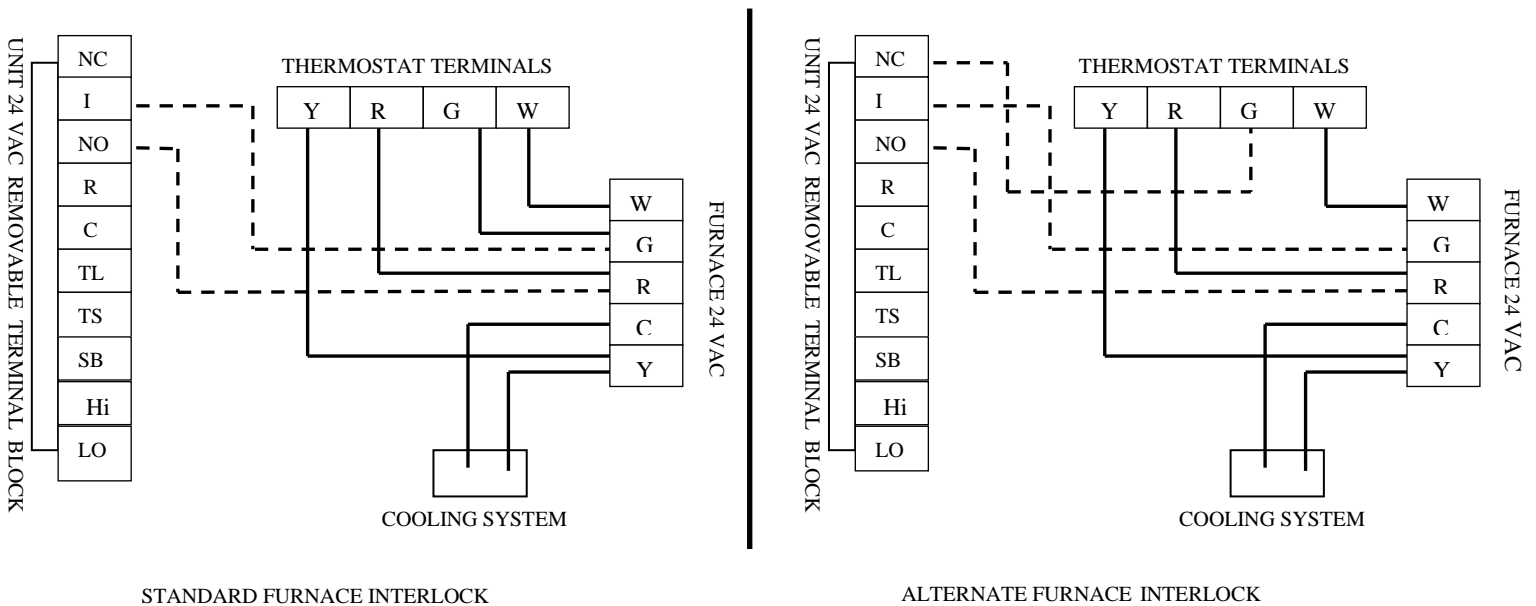 UNIT 24 VAC REMOVABLE TERMINAL BLOCK
NC
I
NO
R
C
TL
TS
SB
Hi
LO
THERMOSTAT TERMINALS
Y R G W
W
G
R
C
Y
FURNACE 24 VAC
COOLING SYSTEM
STANDARD FURNACE INTERLOCK
UNIT 24 VAC REMOVABLE TERMINAL BLOCK
NC
I
NO
R
C
TL
TS
SB
Hi
LO
THERMOSTAT TERMINALS
Y R G W
W
G
R
C
Y
FURNACE 24 VAC
COOLING SYSTEM
ALTERNATE FURNACE INTERLOCK